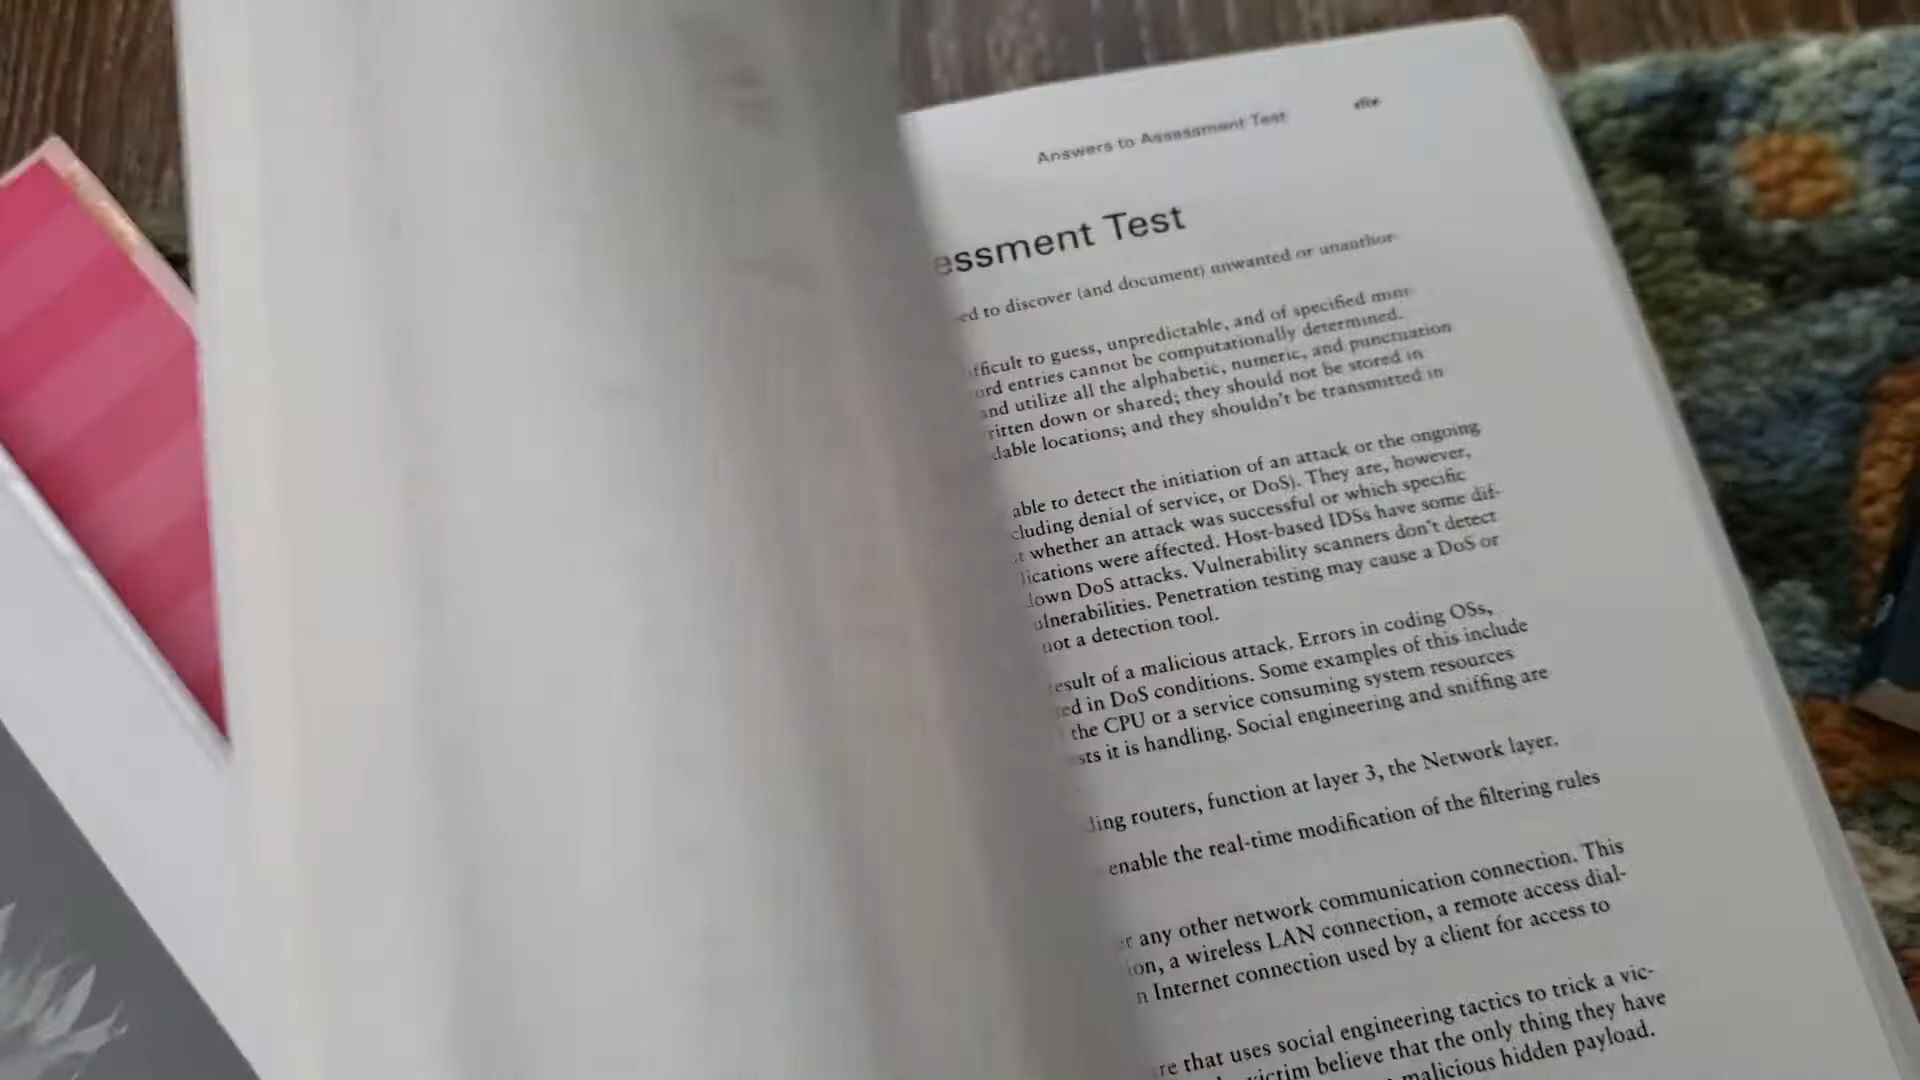 Answers to Assessment Test
essment Test
ed to discover (and document) unwanted or unauthor-
fficult to guess, unpredictable, and of specified mini-
ord entries cannot be computationally determined.
and utilize all the alphabetic, numeric, and punctuation
ritten down or shared; they should not be stored in
dable locations; and they shouldn't be transmitted in
able to detect the initiation of an attack or the ongoing
cluding denial of service, or DoS). They are, however,
t whether an attack was successful or which specific
lications were affected. Host-based IDSs have some dif-
down DoS attacks. Vulnerability scanners don't detect
ulnerabilities. Penetration testing may cause a DoS or
not a detection tool.
esult of a malicious attack. Errors in coding OSs,
ed in DoS conditions. Some examples of this include
the CPU or a service consuming system resources
sts it is handling. Social engineering and sniffing are
ding routers, function at layer 3, the Network layer.
enable the real-time modification of the filtering rules
r any other network communication connection. This
ion, a wireless LAN connection, a remote access dial-
n Internet connection used by a client for access to
re that uses social engineering tactics to trick a vic-
victim believe that the only thing they have
malicious hidden payload.